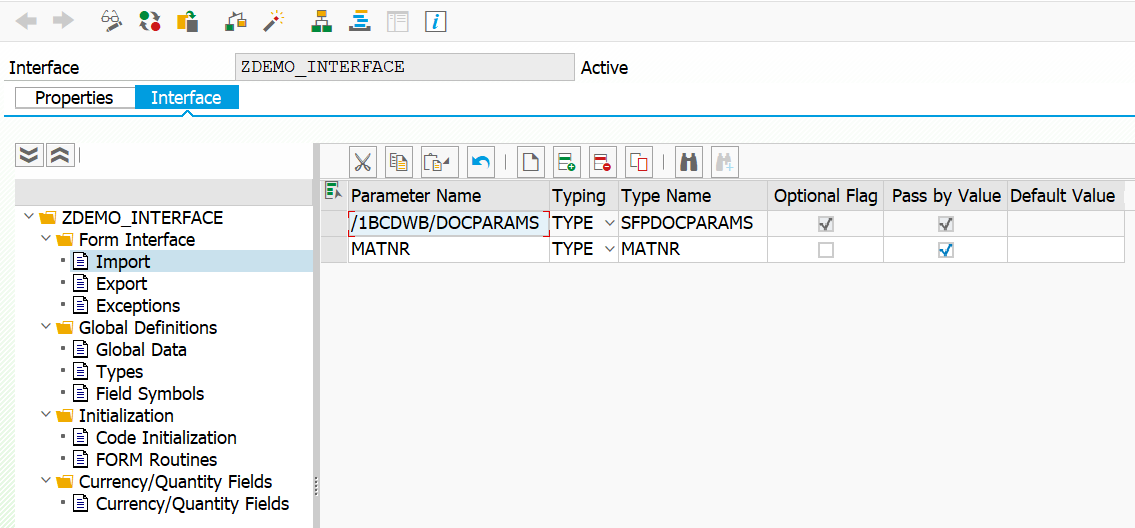 Interface ZDEMO_INTERFACE Active
Properties Interface
Parameter Name Typing Type Name Optional Flag Pass by Value Default Value
/1BCDWB/DOCPARAMS TYPE SFPDOCPARAMS
MATNR TYPE MATNR
ZDEMO_INTERFACE
Form Interface
Import
Export
Exceptions
Global Definitions
Global Data
Types
Field Symbols
Initialization
Code Initialization
FORM Routines
Currency/Quantity Fields
Currency/Quantity Fields